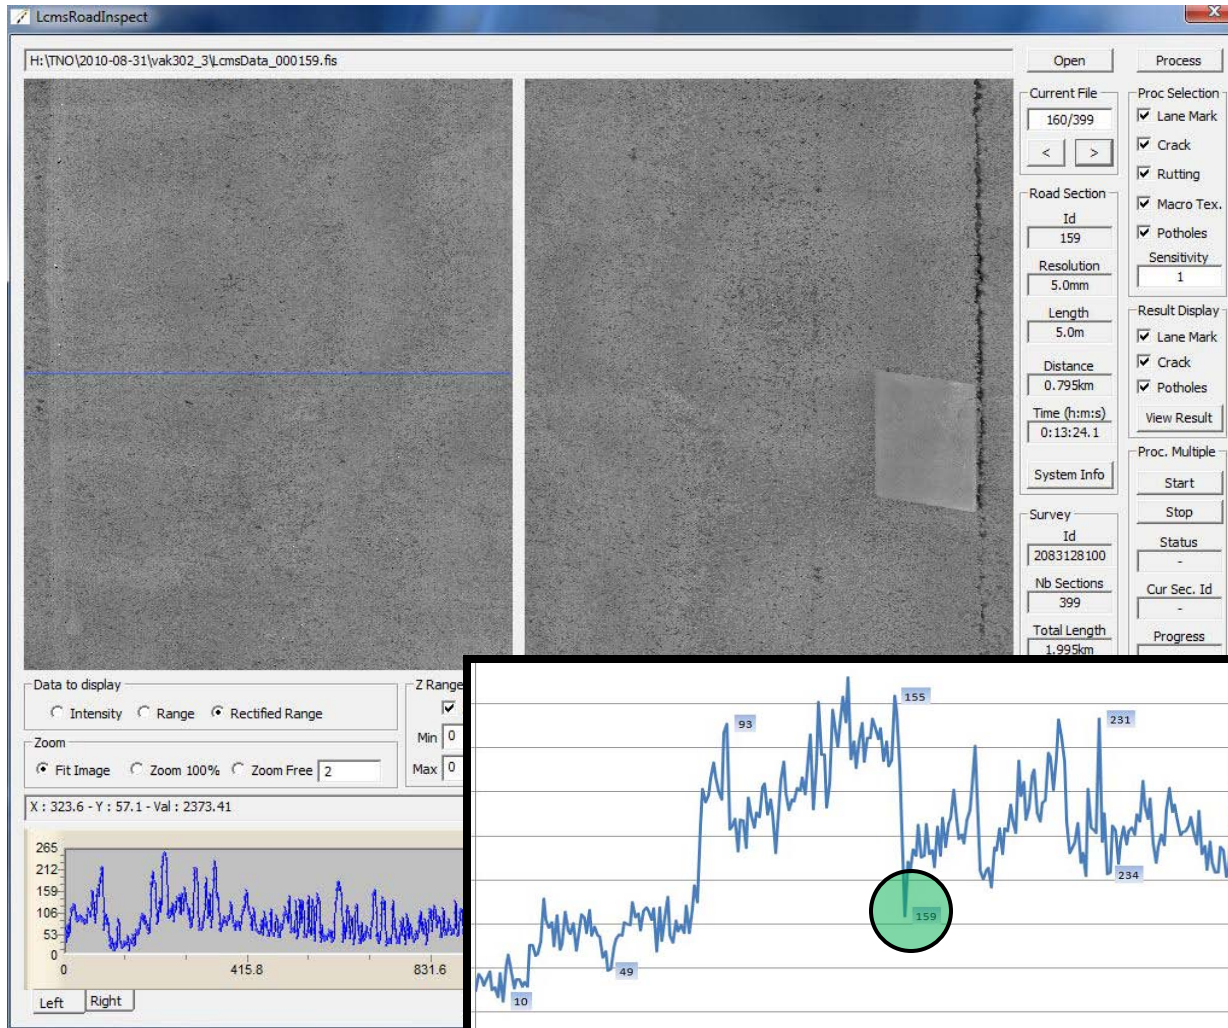 LcmsRoadInspect
H:\TNO\2010-08-31\vak302_3\LcmsData_000159.fis
Open
Process
Current File
160/399
<
>
Road Section
Id
159
Resolution
5.0mm
Length
5.0m
Distance
0.795km
Time (h:m:s)
0:13:24.1
System Info
Survey
Id
2083128100
Nb Sections
399
Total Length
1.995km
Proc Selection
Lane Mark
Crack
Rutting
Macro Tex.
Potholes
Sensitivity
1
Result Display
Lane Mark
Crack
Potholes
View Result
Proc. Multiple
Start
Stop
Status
-
Cur Sec. Id
-
Progress
Data to display
Intensity
Range
Rectified Range
Zoom
Fit Image
Zoom 100%
Zoom Free
2
Z Range
Min 0
Max 0
X : 323.6 - Y : 57.1 - Val : 2373.41
265
212
159
106
53
0
0
415.8
831.6
Left
Right
10
49
93
155
159
231
234